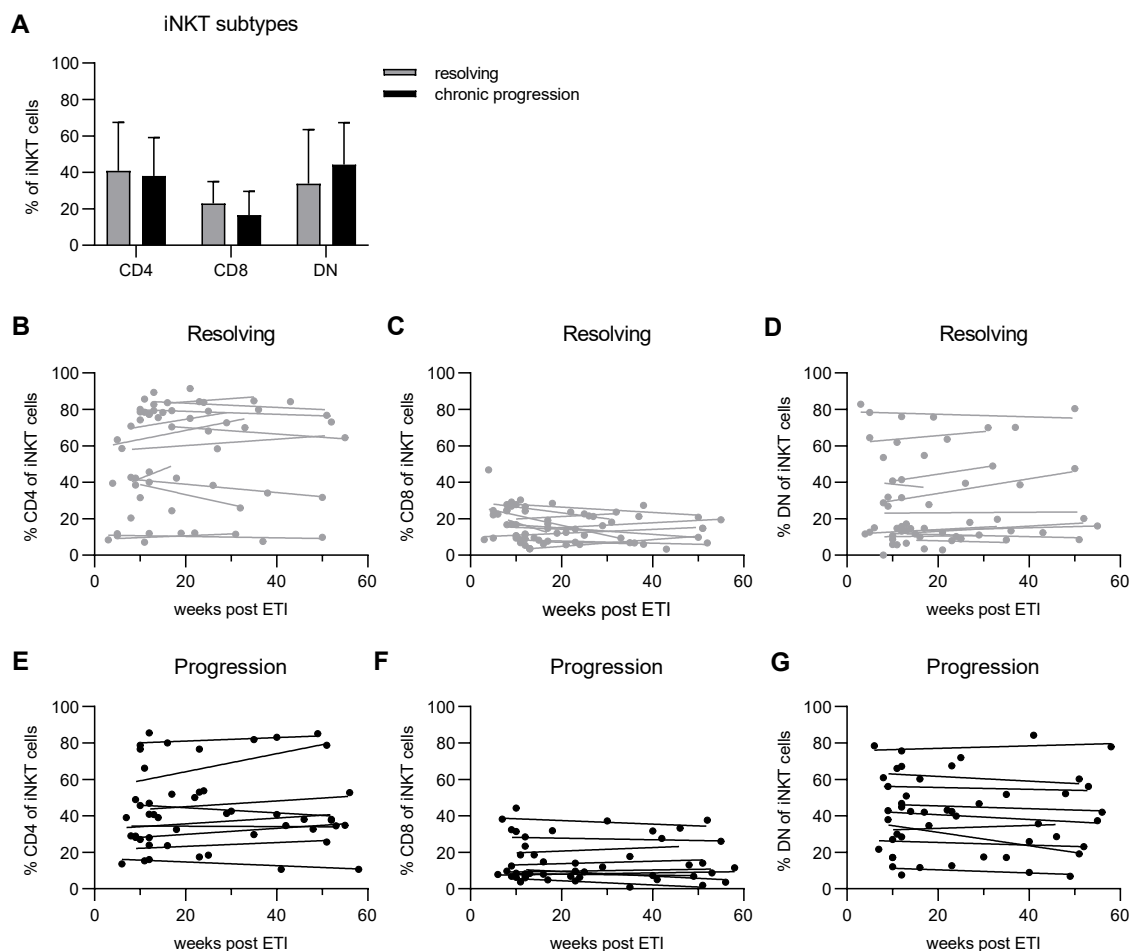 A
iNKT subtypes
% of iNKT cells
100
80
60
40
20
0
CD4
CD8
DN
resolving
chronic progression
B
Resolving
% CD4 of iNKT cells
100
80
60
40
20
0
0
20
40
60
weeks post ETI
C
Resolving
% CD8 of iNKT cells
100
80
60
40
20
0
0
20
40
60
weeks post ETI
D
Resolving
% DN of iNKT cells
100
80
60
40
20
0
0
20
40
60
weeks post ETI
E
Progression
% CD4 of iNKT cells
100
80
60
40
20
0
0
20
40
60
weeks post ETI
F
Progression
% CD8 of iNKT cells
100
80
60
40
20
0
0
20
40
60
weeks post ETI
G
Progression
% DN of iNKT cells
100
80
60
40
20
0
0
20
40
60
weeks post ETI